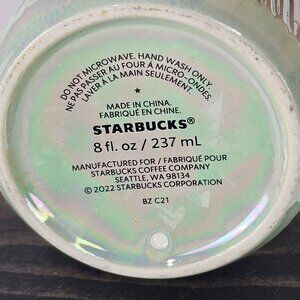 DO NOT MICROWAVE. HAND WASH ONLY.
NE PAS PASSER AU FOUR À MICRO-ONDES.
LAVER À LA MAIN SEULEMENT.
MADE IN CHINA.
FABRIQUÉ EN CHINE.
STARBUCKS®
8 fl. oz / 237 mL
MANUFACTURED FOR / FABRIQUÉ POUR
STARBUCKS COFFEE COMPANY
SEATTLE, WA 98134
©2022 STARBUCKS CORPORATION
BZ C21